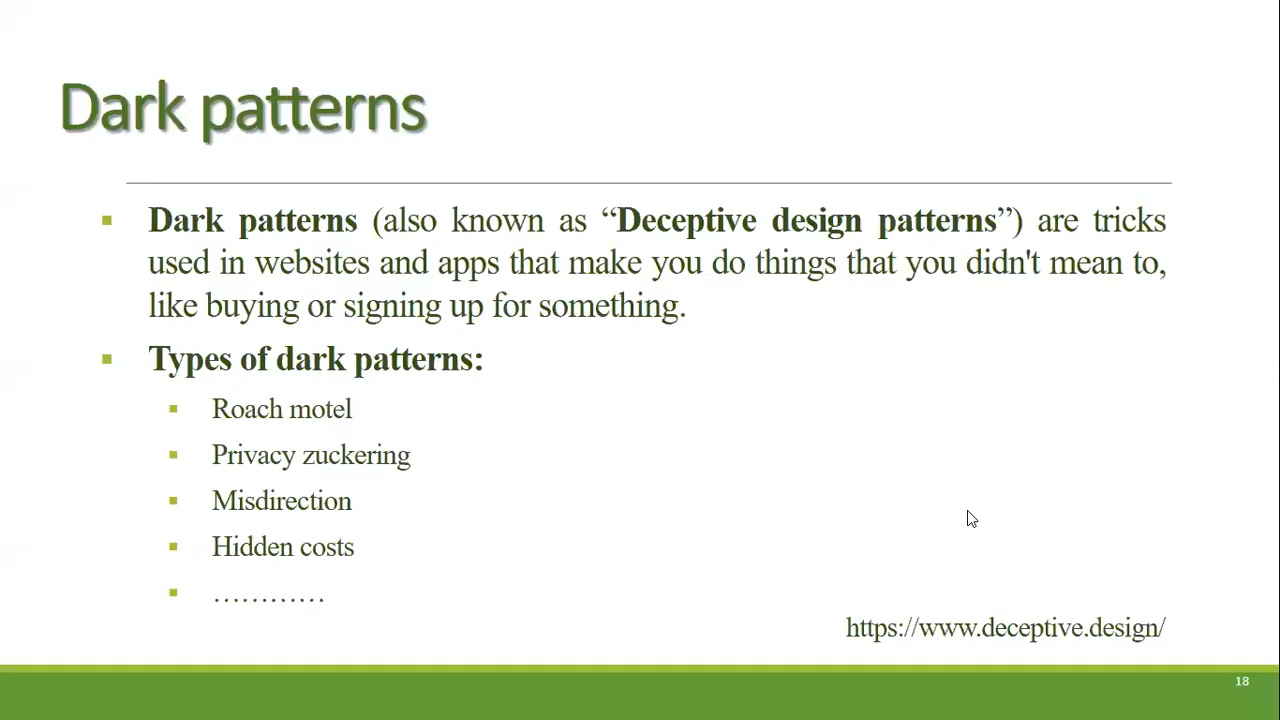 Dark patterns
Dark patterns (also known as “Deceptive design patterns”) are tricks
used in websites and apps that make you do things that you didn't mean to,
like buying or signing up for something.
Types of dark patterns:
Roach motel
Privacy zuckering
Misdirection
Hidden costs
…………
https://www.deceptive.design/
18